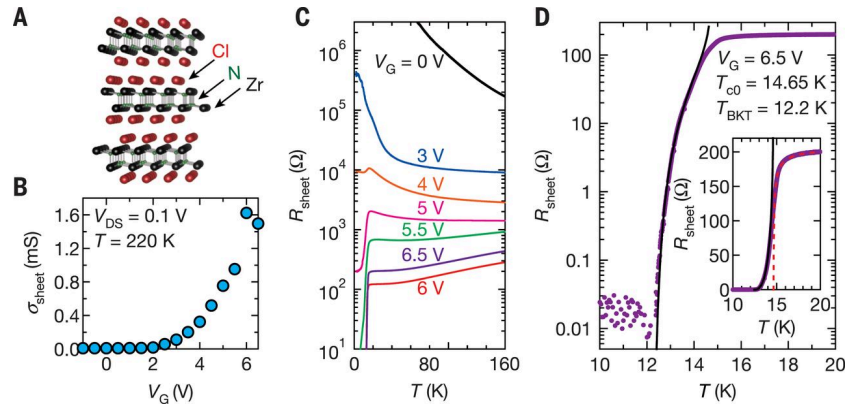 A
Cl
N
Zr
B
V_DS = 0.1 V
T = 220 K
σ_sheet (mS)
1.6
1.2
0.8
0.4
0.0
0 2 4 6
V_G (V)
C
V_G = 0 V
3 V
4 V
5 V
5.5 V
6.5 V
6 V
R_sheet (Ω)
10^6
10^5
10^4
10^3
10^2
10^1
0 80 160
T (K)
D
V_G = 6.5 V
T_c0 = 14.65 K
T_BKT = 12.2 K
R_sheet (Ω)
100
10
1
0.1
0.01
10 12 14 16 18 20
T (K)
R_sheet (Ω)
200
150
100
50
0
10 15 20
T (K)